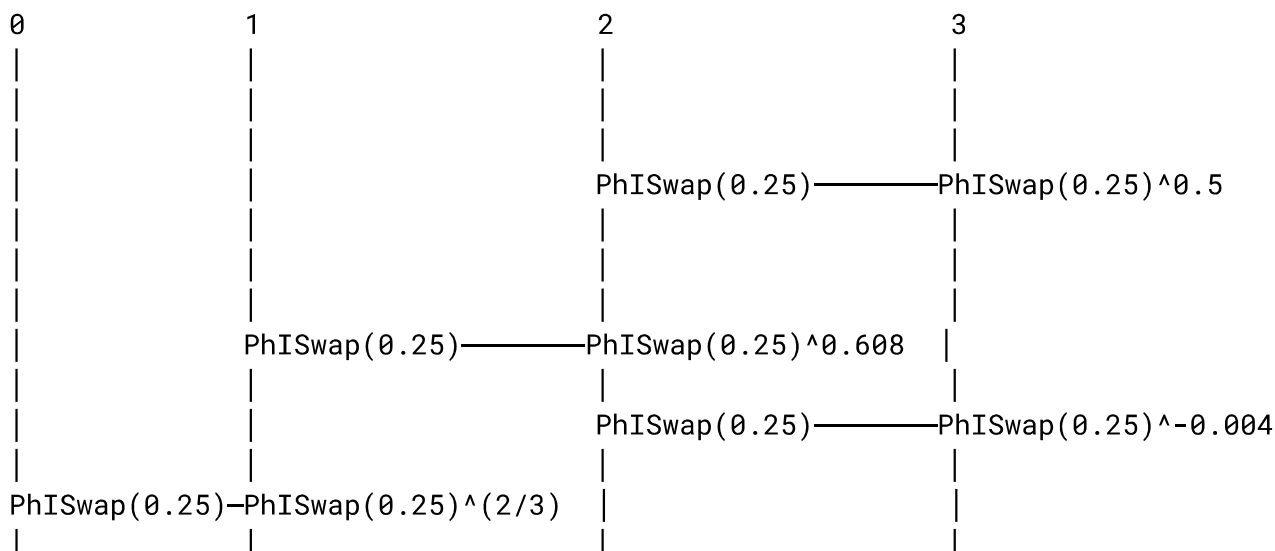 0 1 2 3
PhISwap(0.25)──────PhISwap(0.25)^0.5
PhISwap(0.25)──────PhISwap(0.25)^0.608
PhISwap(0.25)──────PhISwap(0.25)^-0.004
PhISwap(0.25)─PhISwap(0.25)^(2/3)